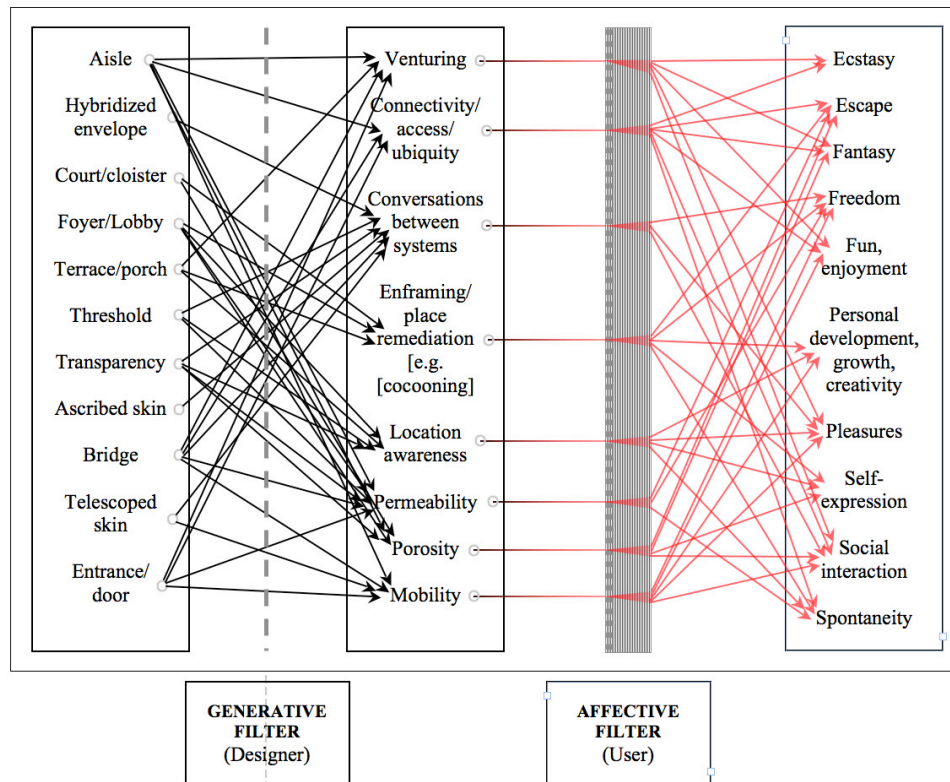 Aisle
Hybridized
envelope
Court/cloister
Foyer/Lobby
Terrace/porch
Threshold
Transparency
Ascribed skin
Bridge
Telescoped
skin
Entrance/
door
Venturing
Connectivity/
access/
ubiquity
Conversations
between
systems
Enframing/
place
remediation
[e.g.
[cocooning]
Location
awareness
Permeability
Porosity
Mobility
Ecstasy
Escape
Fantasy
Freedom
Fun,
enjoyment
Personal
development,
growth,
creativity
Pleasures
Self-
expression
Social
interaction
Spontaneity
GENERATIVE
FILTER
(Designer)
AFFECTIVE
FILTER
(User)